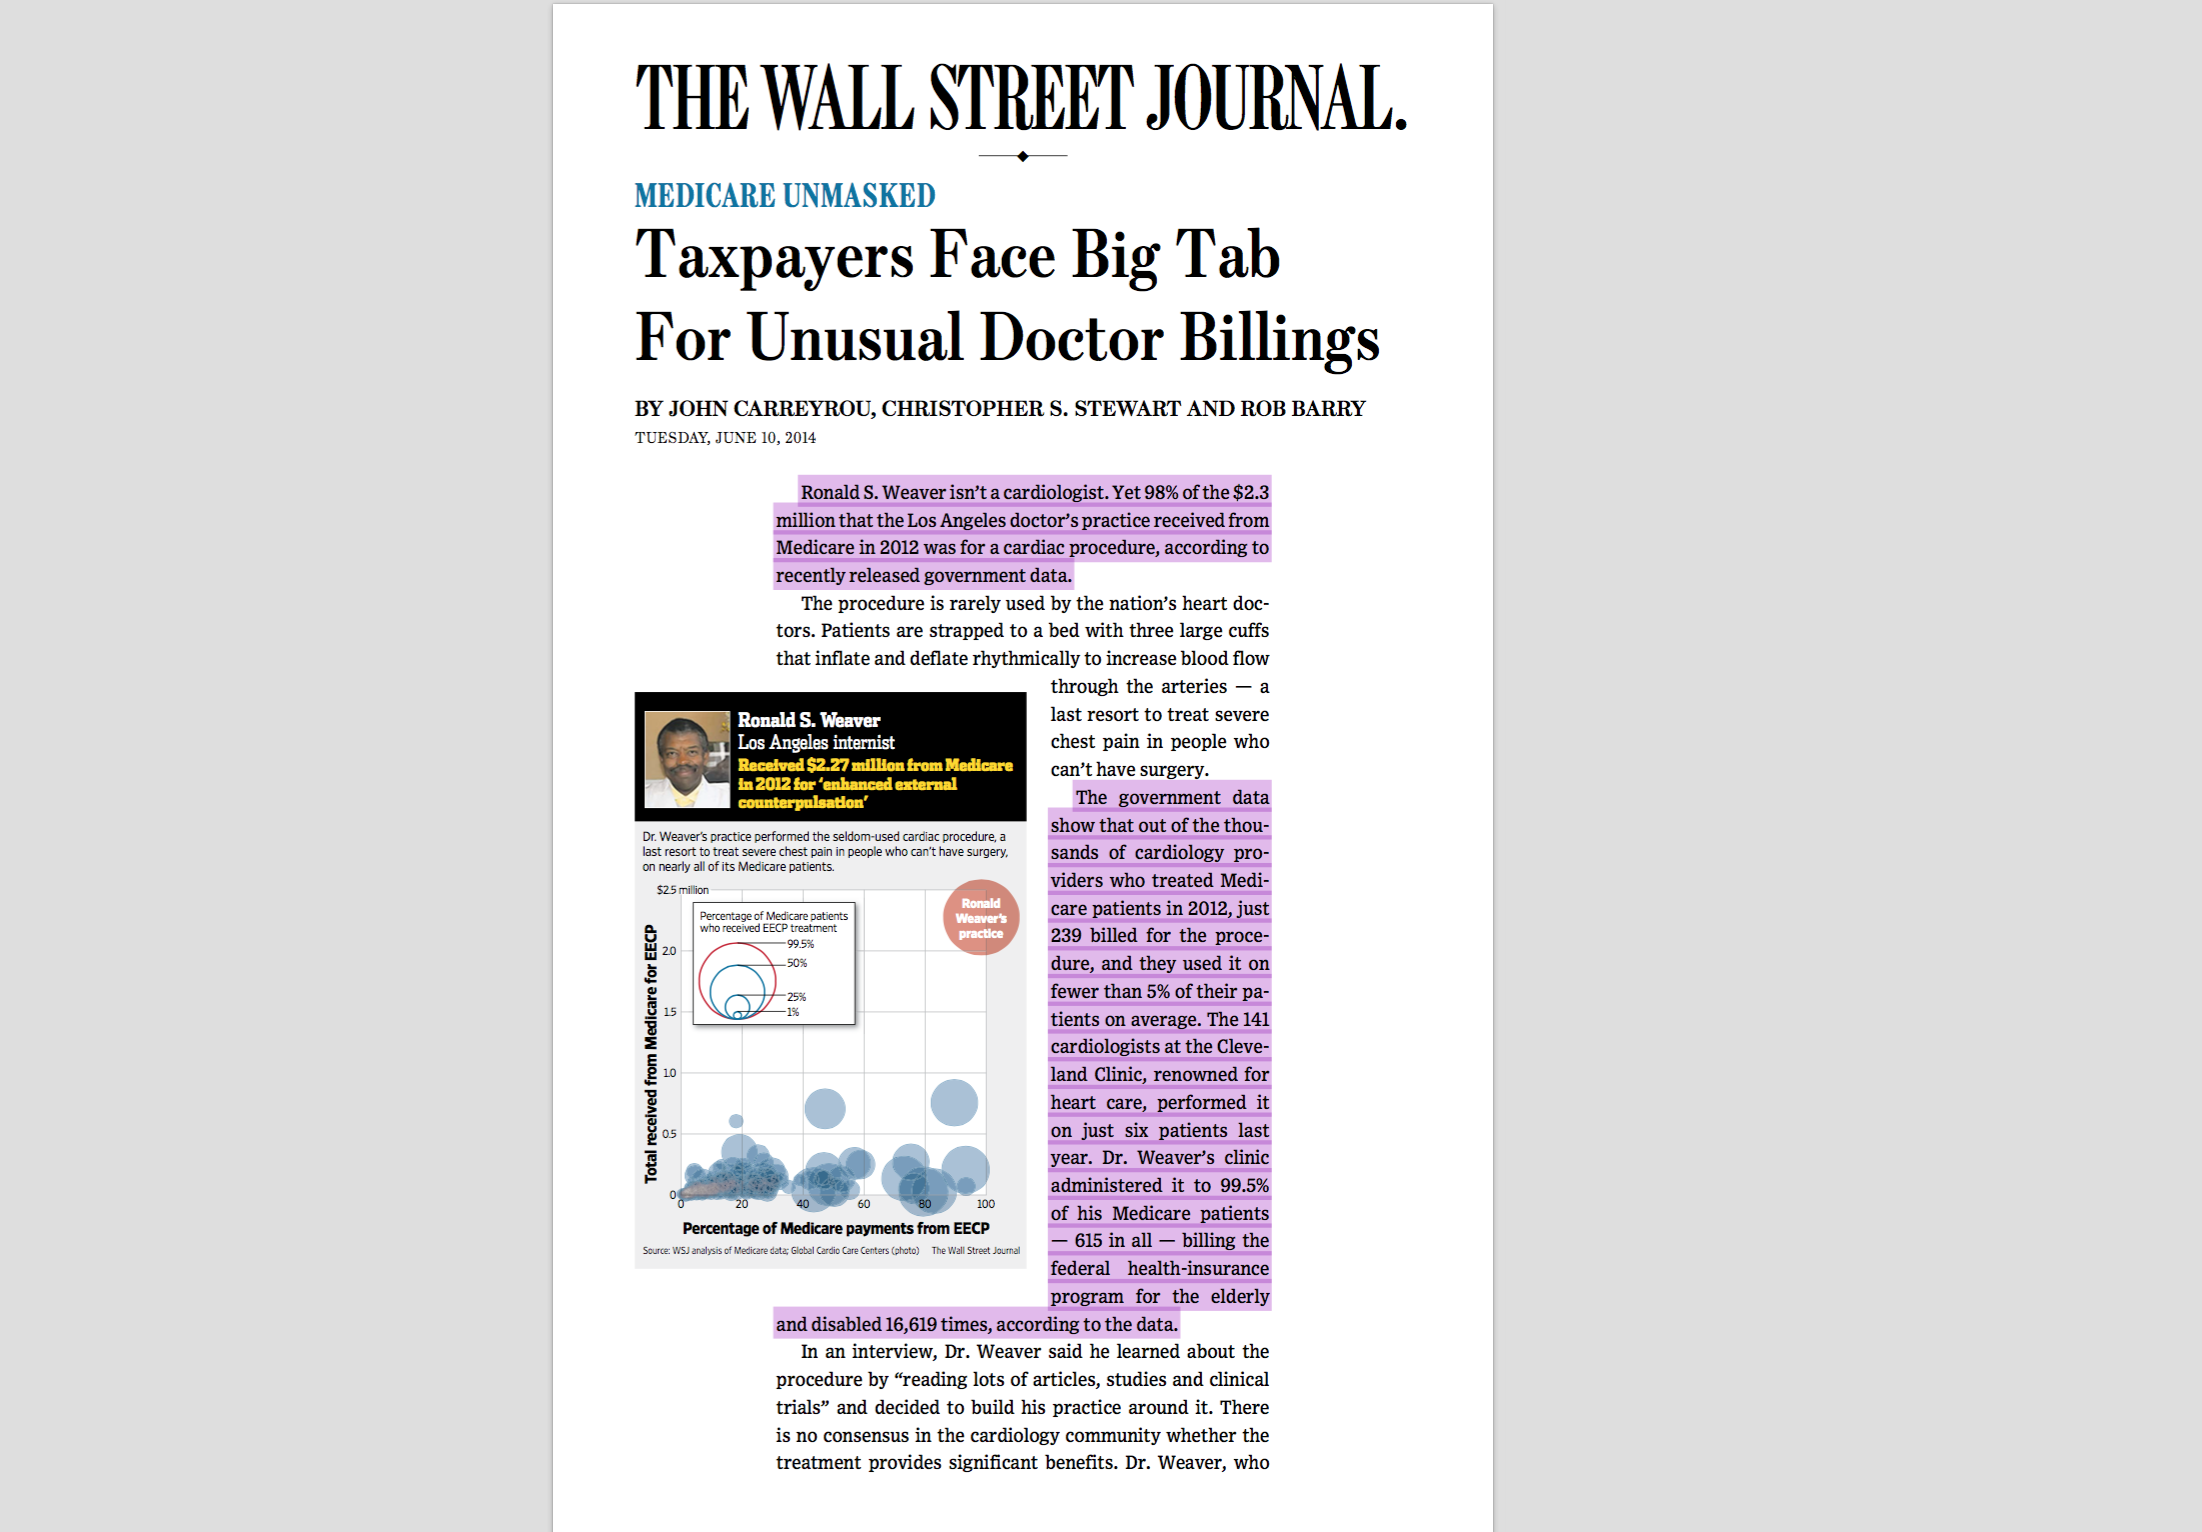 THE WALL STREET JOURNAL.
MEDICARE UNMASKED
Taxpayers Face Big Tab
For Unusual Doctor Billings
BY JOHN CARREYROU, CHRISTOPHER S. STEWART AND ROB BARRY
TUESDAY, JUNE 10, 2014
Ronald S. Weaver isn’t a cardiologist. Yet 98% of the $2.3
million that the Los Angeles doctor’s practice received from
Medicare in 2012 was for a cardiac procedure, according to
recently released government data.
The procedure is rarely used by the nation’s heart doc-
tors. Patients are strapped to a bed with three large cuffs
that inflate and deflate rhythmically to increase blood flow
through the arteries — a
last resort to treat severe
chest pain in people who
can’t have surgery.
The government data
show that out of the thou-
sands of cardiology pro-
viders who treated Medi-
care patients in 2012, just
239 billed for the proce-
dure, and they used it on
fewer than 5% of their pa-
tients on average. The 141
cardiologists at the Cleve-
land Clinic, renowned for
heart care, performed it
on just six patients last
year. Dr. Weaver’s clinic
administered it to 99.5%
of his Medicare patients
— 615 in all — billing the
federal health-insurance
program for the elderly
and disabled 16,619 times, according to the data.
In an interview, Dr. Weaver said he learned about the
procedure by “reading lots of articles, studies and clinical
trials” and decided to build his practice around it. There
is no consensus in the cardiology community whether the
treatment provides significant benefits. Dr. Weaver, who
Ronald S. Weaver
Los Angeles internist
Received $2.27 million from Medicare
in 2012 for ‘enhanced external
counterpulsation’
Dr. Weaver’s practice performed the seldom-used cardiac procedure, a
last resort to treat severe chest pain in people who can’t have surgery,
on nearly all of its Medicare patients.
$2.5 million
2.0
1.5
1.0
0.5
0
Total received from Medicare for EECP
Percentage of Medicare patients
who received EECP treatment
99.5%
50%
25%
1%
Ronald
Weaver’s
practice
0 20 40 60 80 100
Percentage of Medicare payments from EECP
Source: WSJ analysis of Medicare data; Global Cardio Care Centers (photo) The Wall Street Journal